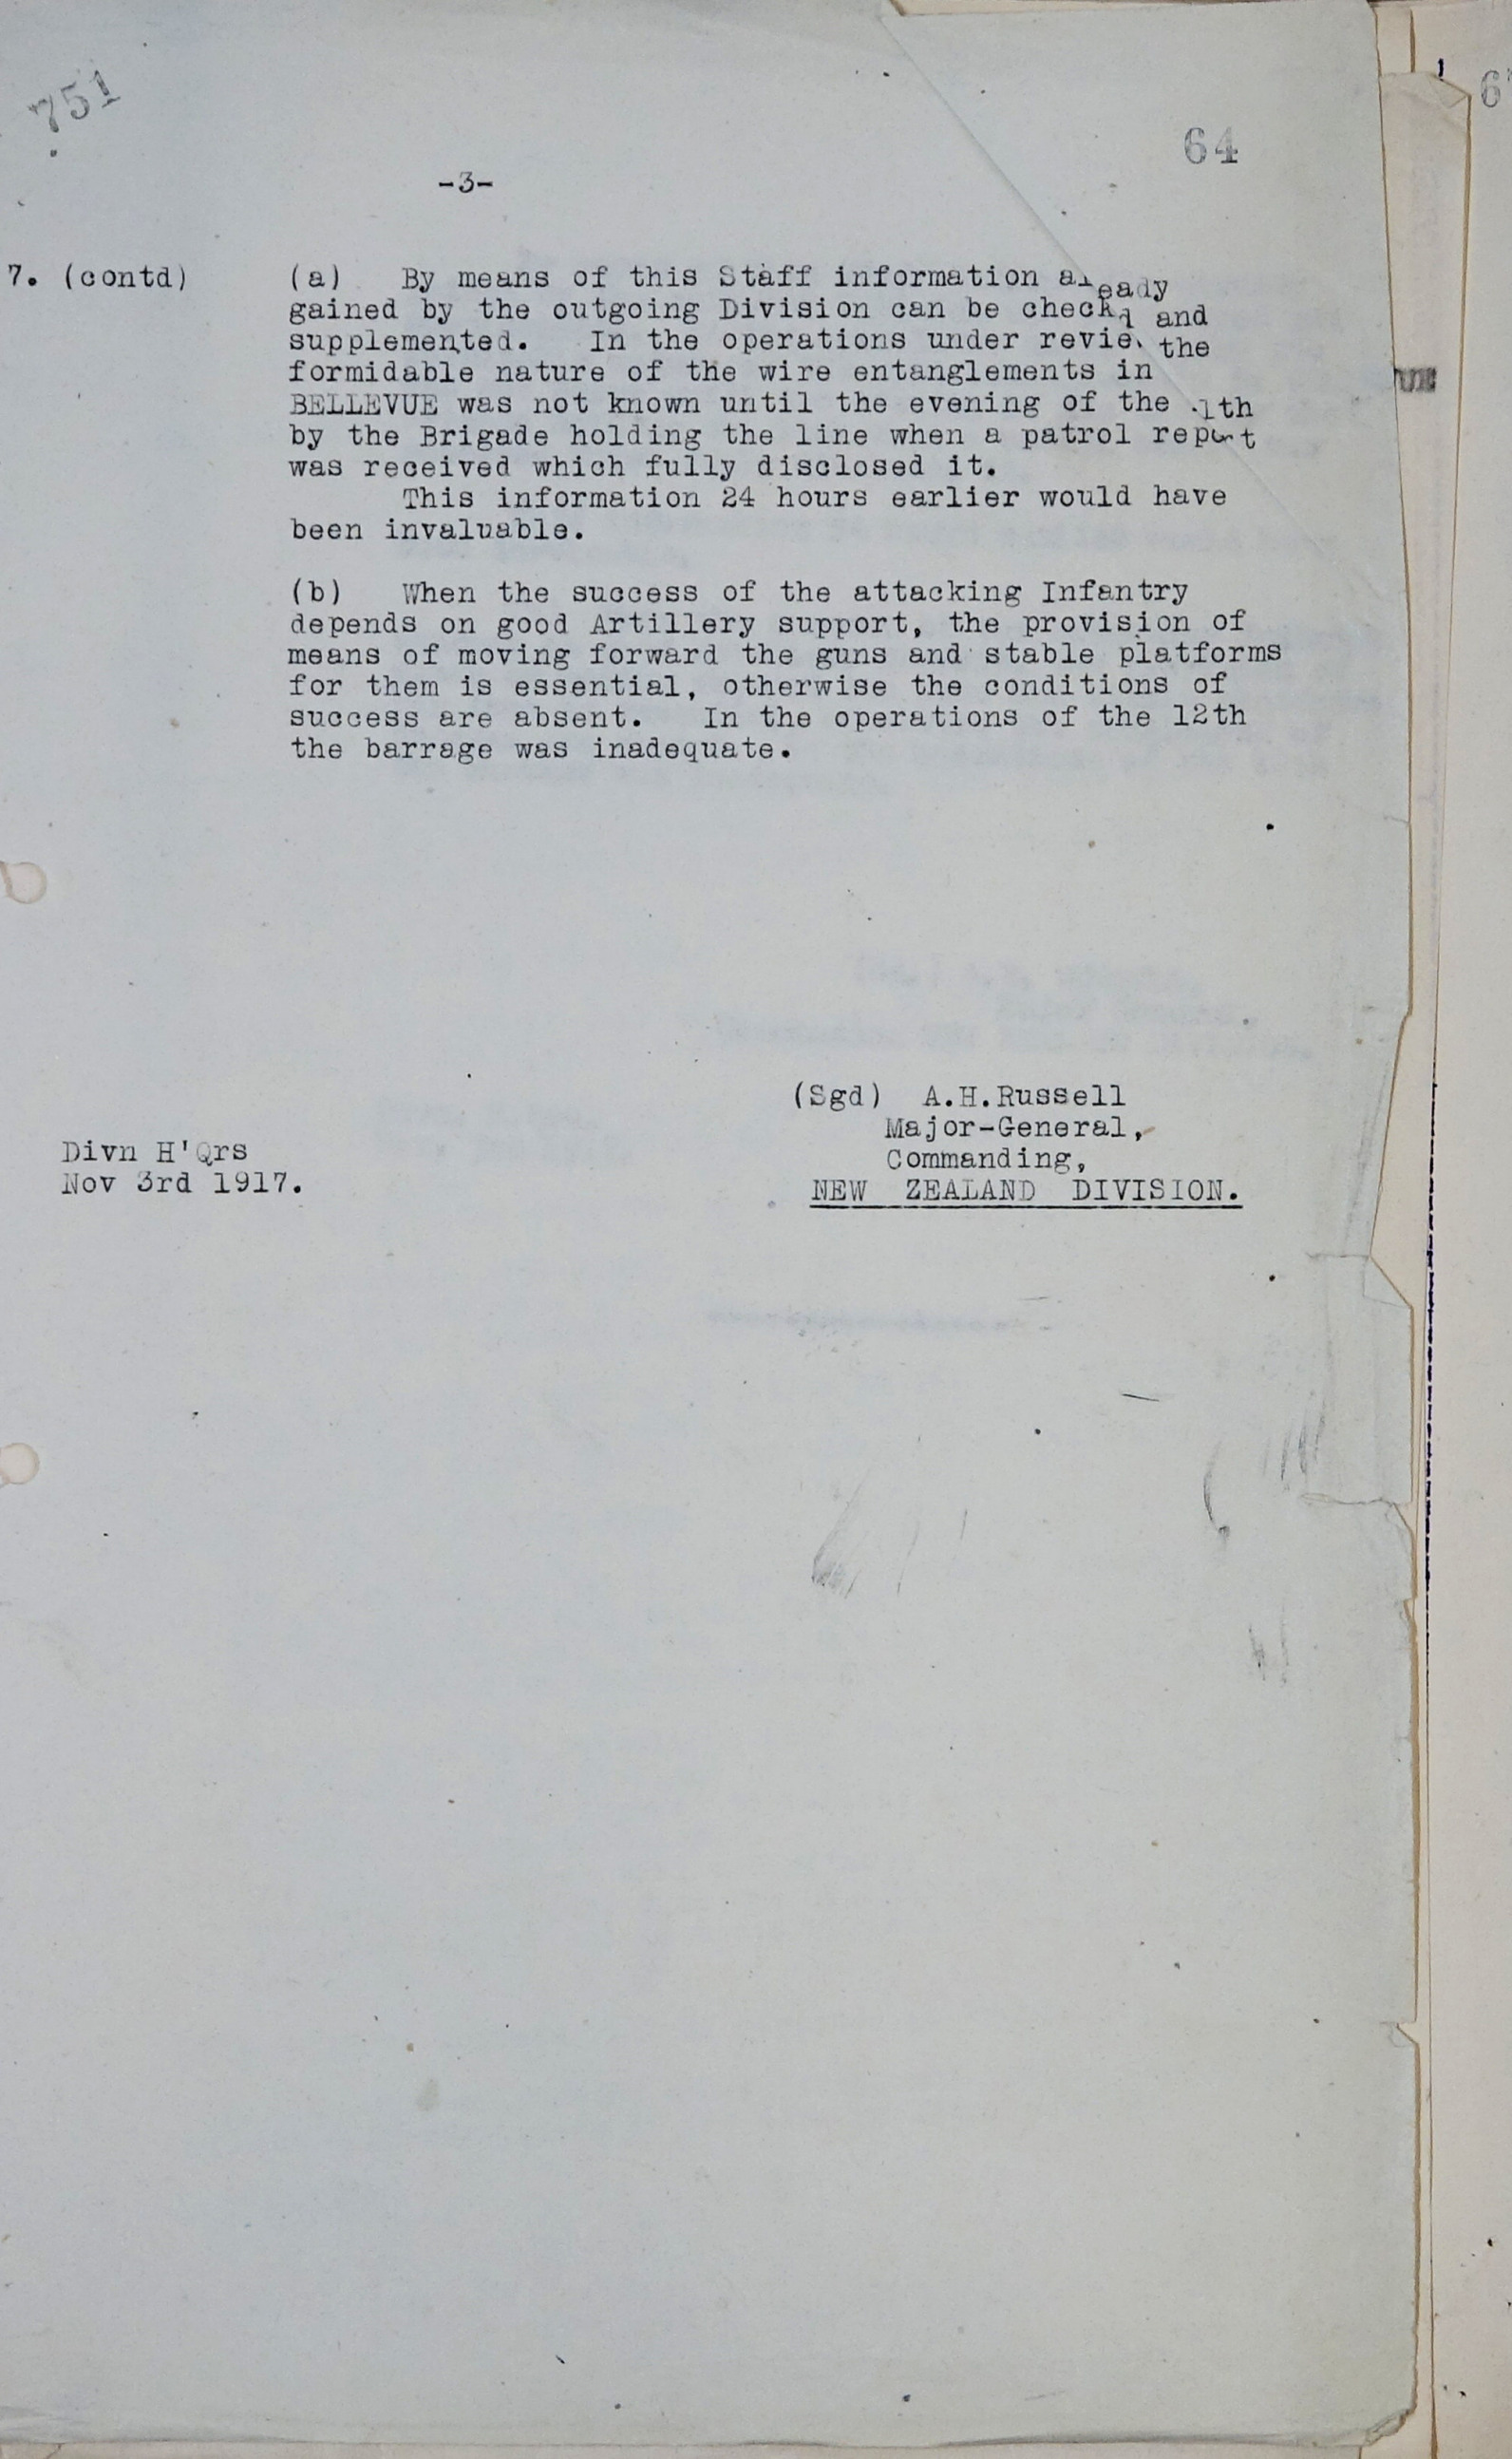 751
64
-3-
7. (contd) (a) By means of this Staff information already
gained by the outgoing Division can be checkd and
supplemented. In the operations under review the
formidable nature of the wire entanglements in
BELLEVUE was not known until the evening of the 11th
by the Brigade holding the line when a patrol report
was received which fully disclosed it.
This information 24 hours earlier would have
been invaluable.
(b) When the success of the attacking Infantry
depends on good Artillery support, the provision of
means of moving forward the guns and stable platforms
for them is essential, otherwise the conditions of
success are absent. In the operations of the 12th
the barrage was inadequate.
(Sgd) A.H.Russell
Major-General,
Commanding,
NEW ZEALAND DIVISION.
Divn H'Qrs
Nov 3rd 1917.